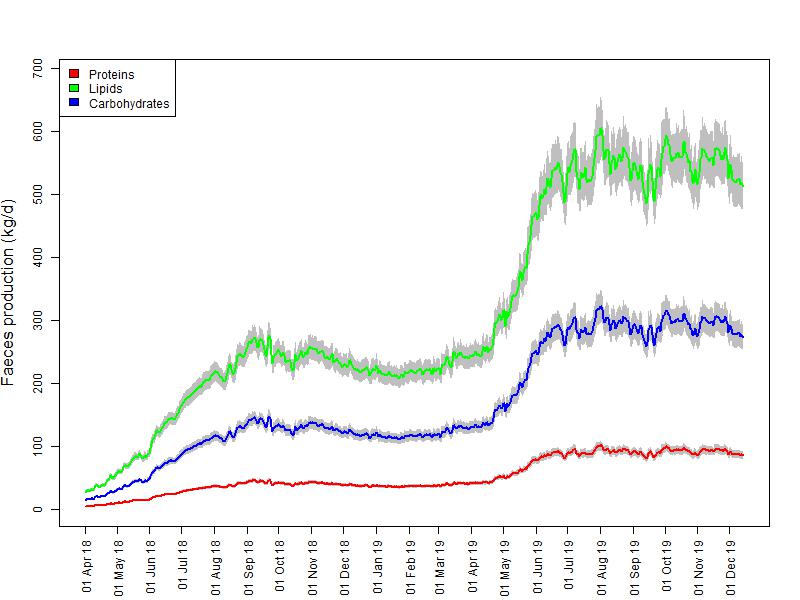 Proteins
Lipids
Carbohydrates
Faeces production (kg/d)
700
600
500
400
300
200
100
0
01 Apr 18
01 May 18
01 Jun 18
01 Jul 18
01 Aug 18
01 Sep 18
01 Oct 18
01 Nov 18
01 Dec 18
01 Jan 19
01 Feb 19
01 Mar 19
01 Apr 19
01 May 19
01 Jun 19
01 Jul 19
01 Aug 19
01 Sep 19
01 Oct 19
01 Nov 19
01 Dec 19